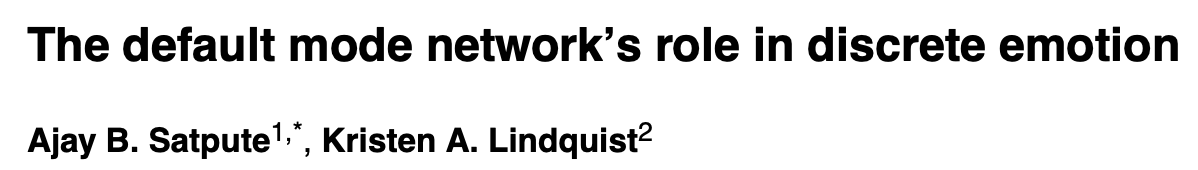 The default mode network’s role in discrete emotion
Ajay B. Satpute1,*, Kristen A. Lindquist2